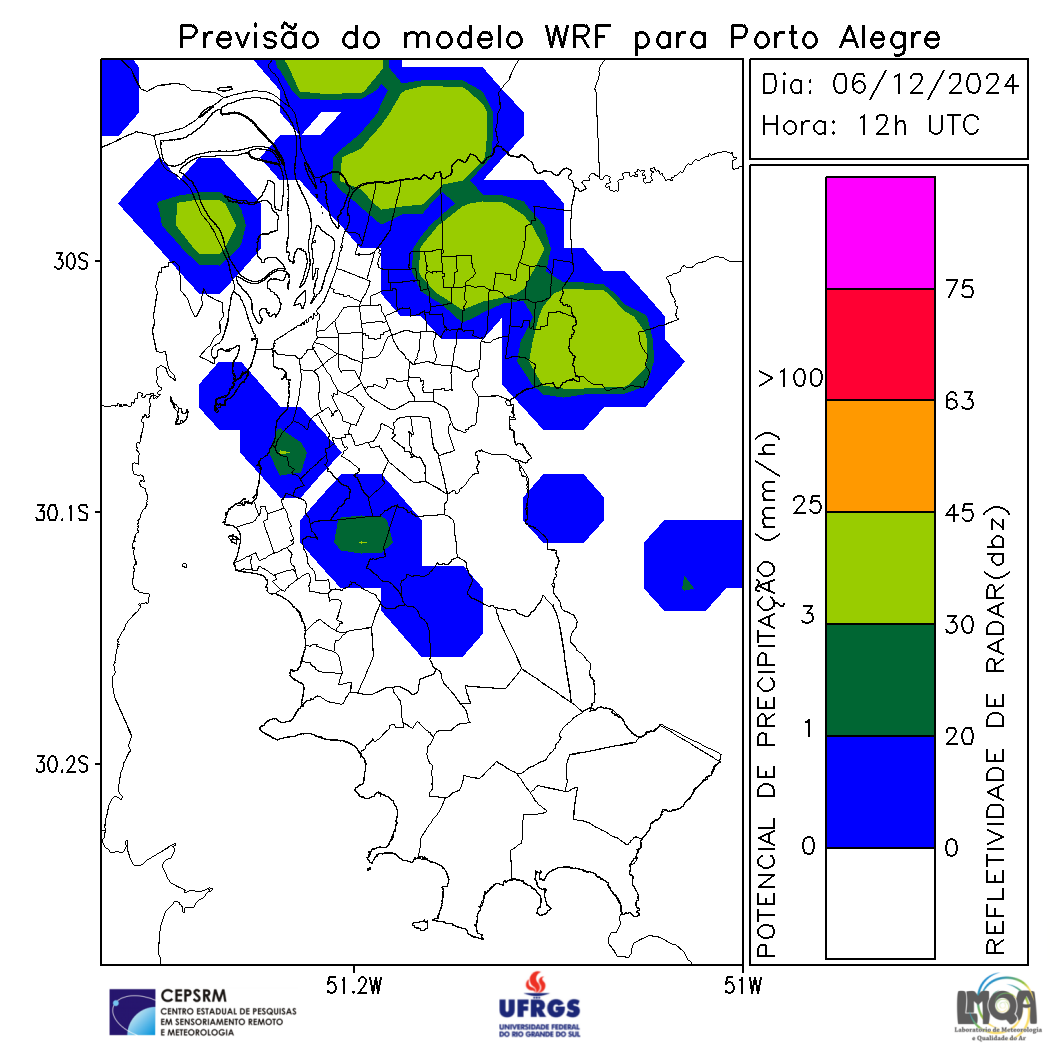 Previsão do modelo WRF para Porto Alegre
Dia: 06/12/2024
Hora: 12h UTC
30S
30.1S
30.2S
51.2W
51W
POTENCIAL DE PRECIPITAÇÃO (mm/h)
>100
25
3
1
0
75
63
45
30
20
0
REFLETIVIDADE DE RADAR(dbz)
CEPSRM
CENTRO ESTADUAL DE PESQUISAS
EM SENSORIAMENTO REMOTO
E METEOROLOGIA
UFRGS
UNIVERSIDADE FEDERAL
DO RIO GRANDE DO SUL
LMQA
Laboratório de Meteorologia
e Qualidade do Ar